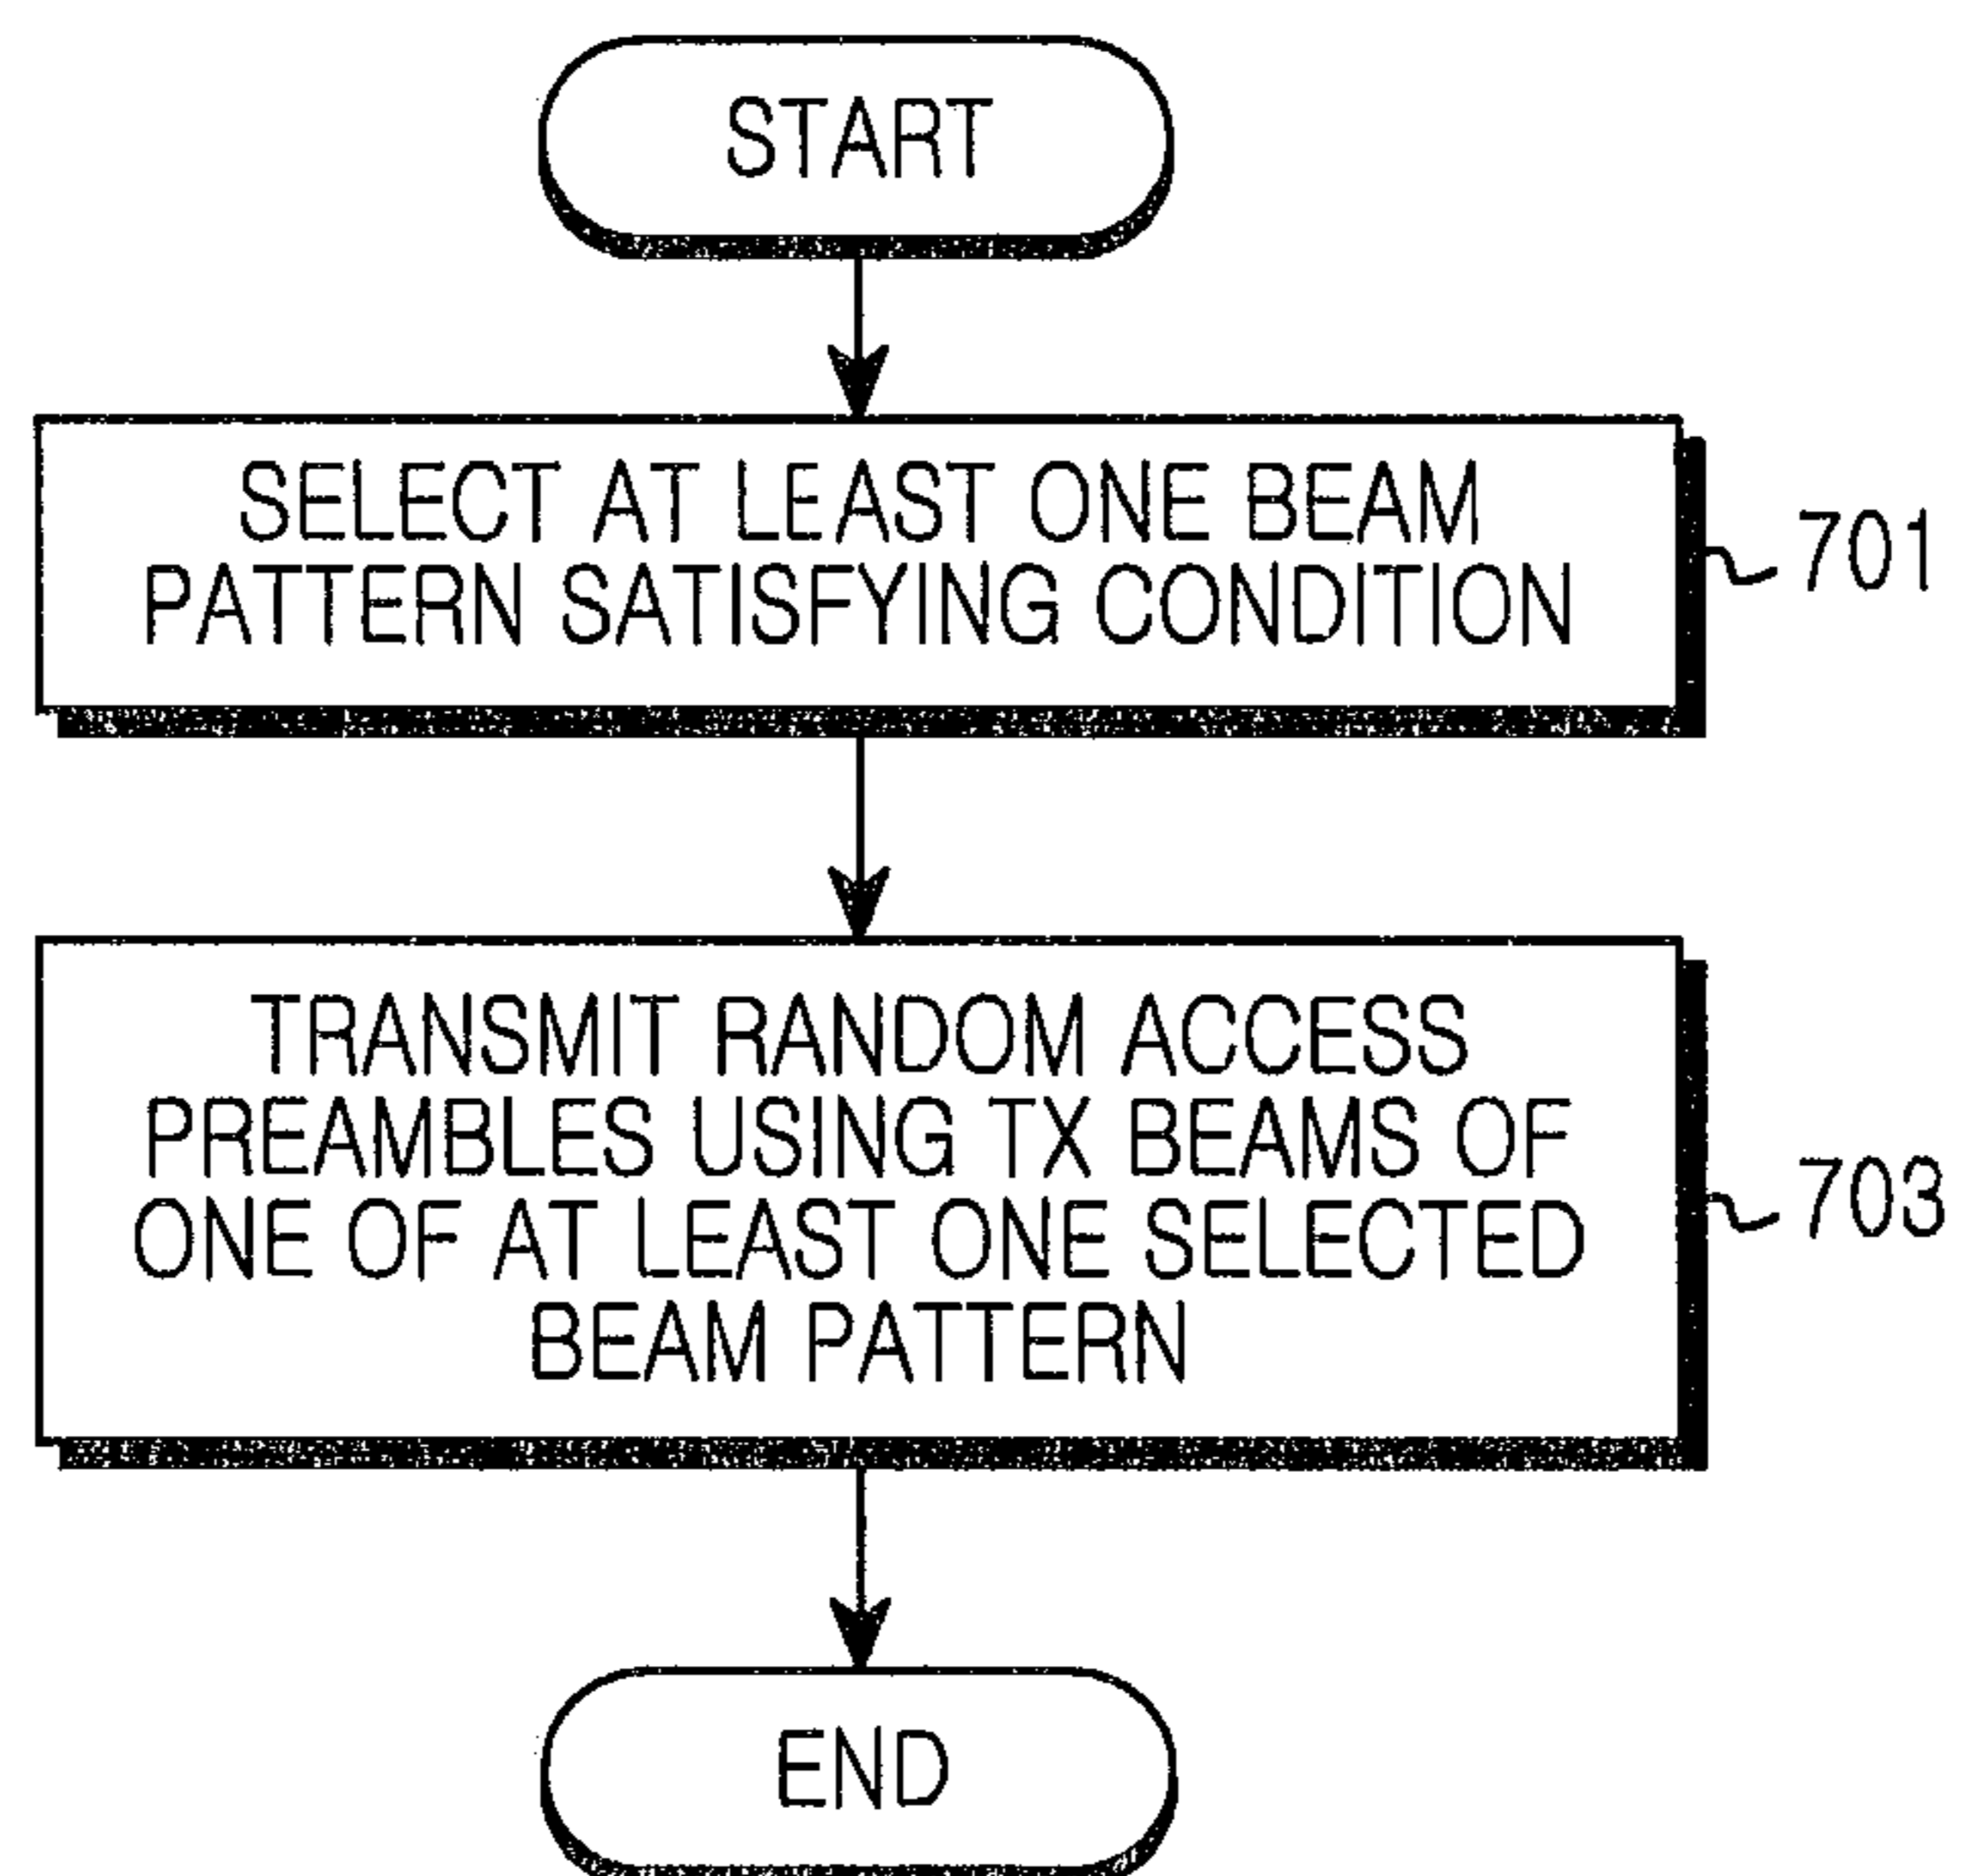 START
SELECT AT LEAST ONE BEAM
PATTERN SATISFYING CONDITION
701
TRANSMIT RANDOM ACCESS
PREAMBLES USING TX BEAMS OF
ONE OF AT LEAST ONE SELECTED
BEAM PATTERN
703
END